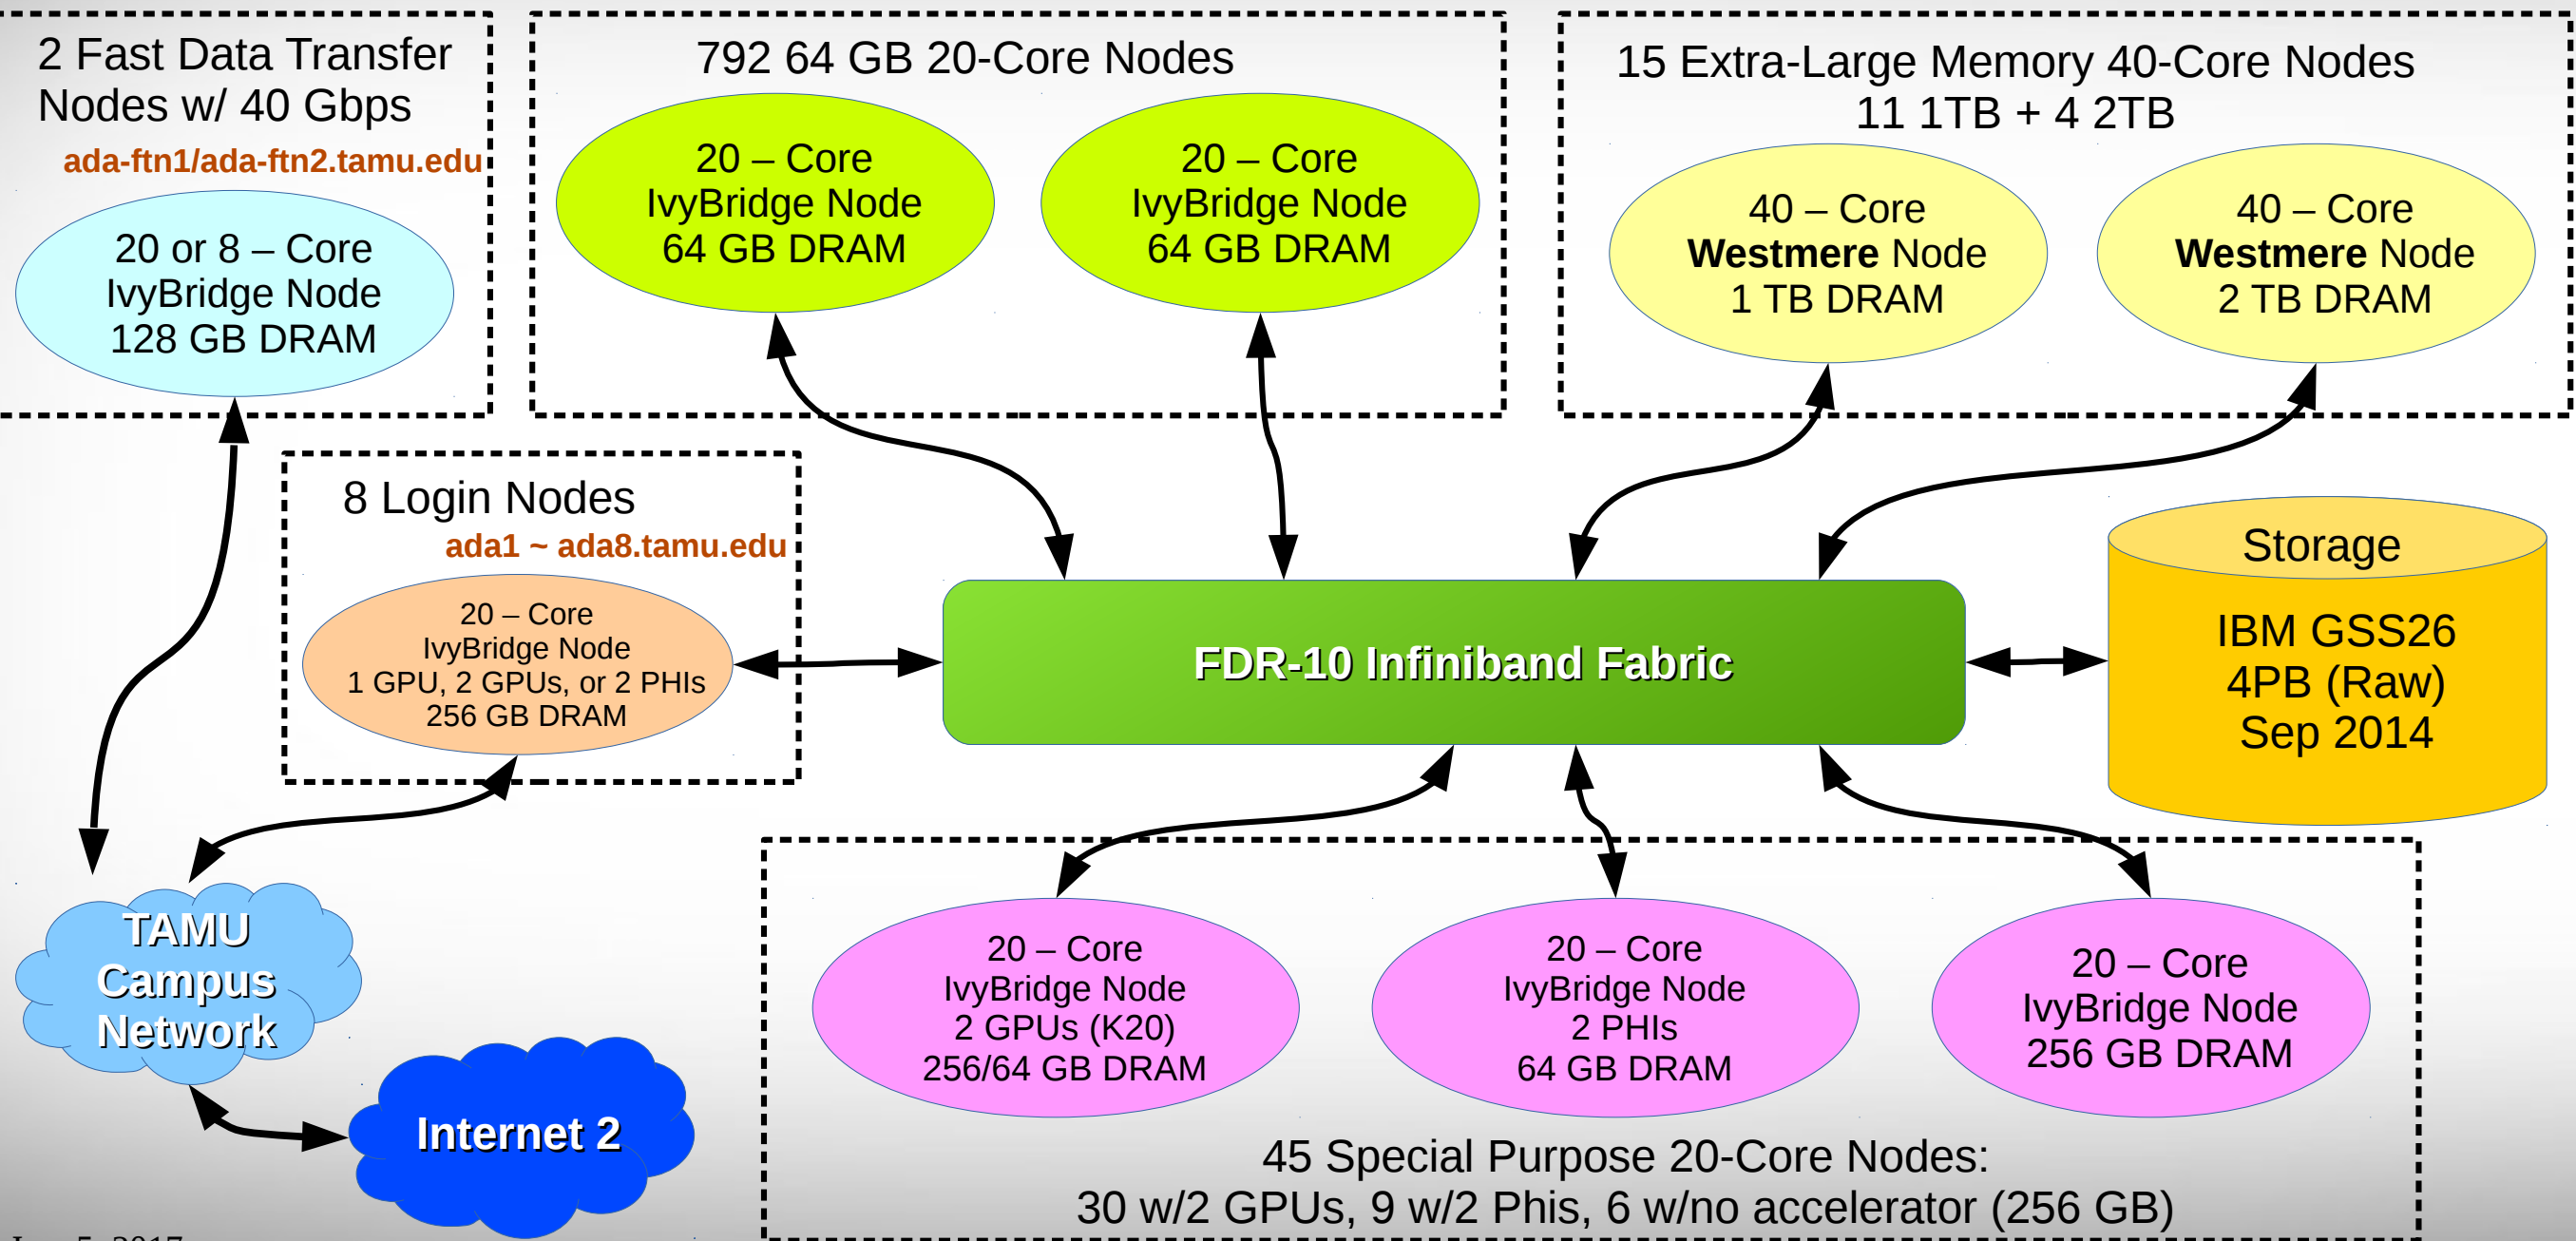 2 Fast Data Transfer
Nodes w/ 40 Gbps
ada-ftn1/ada-ftn2.tamu.edu
20 or 8 – Core
IvyBridge Node
128 GB DRAM
792 64 GB 20-Core Nodes
20 – Core
IvyBridge Node
64 GB DRAM
20 – Core
IvyBridge Node
64 GB DRAM
15 Extra-Large Memory 40-Core Nodes
11 1TB + 4 2TB
40 – Core
Westmere Node
1 TB DRAM
40 – Core
Westmere Node
2 TB DRAM
8 Login Nodes
ada1 ~ ada8.tamu.edu
20 – Core
IvyBridge Node
1 GPU, 2 GPUs, or 2 PHIs
256 GB DRAM
FDR-10 Infiniband Fabric
Storage
IBM GSS26
4PB (Raw)
Sep 2014
TAMU
Campus
Network
Internet 2
20 – Core
IvyBridge Node
2 GPUs (K20)
256/64 GB DRAM
20 – Core
IvyBridge Node
2 PHIs
64 GB DRAM
20 – Core
IvyBridge Node
256 GB DRAM
45 Special Purpose 20-Core Nodes:
30 w/2 GPUs, 9 w/2 Phis, 6 w/no accelerator (256 GB)
5, 2017